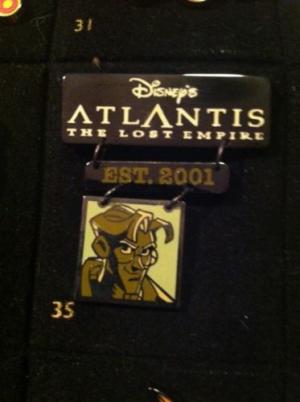 31
Disney's
ATLANTIS
THE LOST EMPIRE
EST. 2001
35